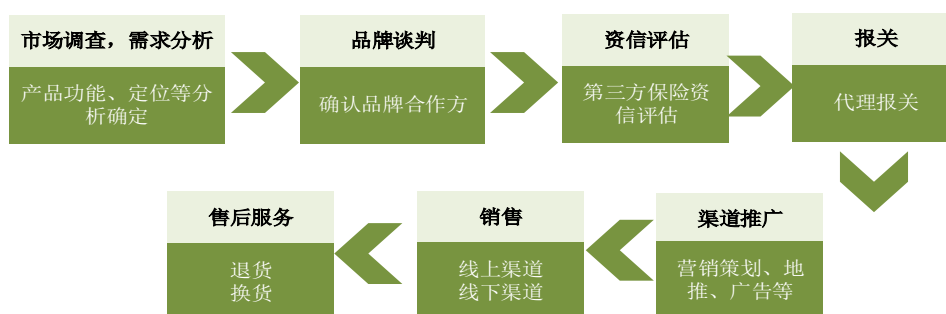 市场调查，需求分析
产品功能、定位等分
析确定
品牌谈判
确认品牌合作方
资信评估
第三方保险资
信评估
报关
代理报关
渠道推广
营销策划、地
推、广告等
销售
线上渠道
线下渠道
售后服务
退货
换货